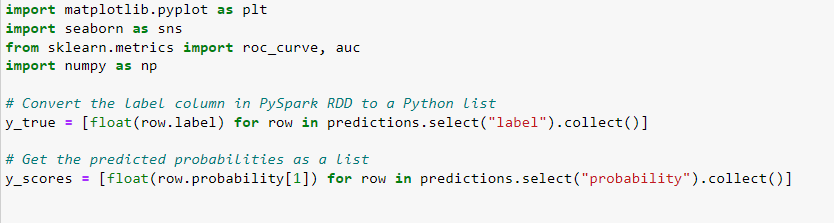 import matplotlib.pyplot as plt
import seaborn as sns
from sklearn.metrics import roc_curve, auc
import numpy as np
# Convert the label column in PySpark RDD to a Python list
y_true = [float(row.label) for row in predictions.select("label").collect()]
# Get the predicted probabilities as a list
y_scores = [float(row.probability[1]) for row in predictions.select("probability").collect()]